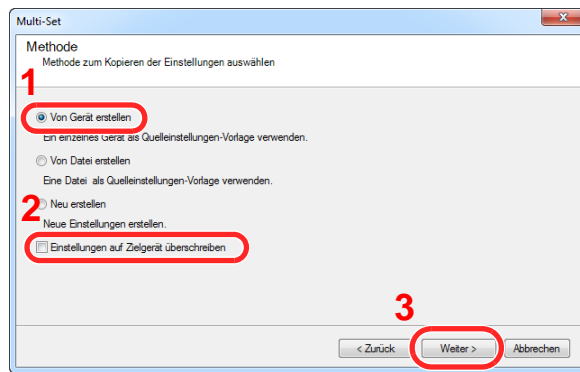 Multi-Set
Methode
Methode zum Kopieren der Einstellungen auswählen
1
Von Gerät erstellen
Ein einzelnes Gerät als Quelleinstellungen-Vorlage verwenden.
Von Datei erstellen
Eine Datei als Quelleinstellungen-Vorlage verwenden.
2
Neu erstellen
Neue Einstellungen erstellen.
Einstellungen auf Zielgerät überschreiben
3
< Zurück Weiter > Abbrechen